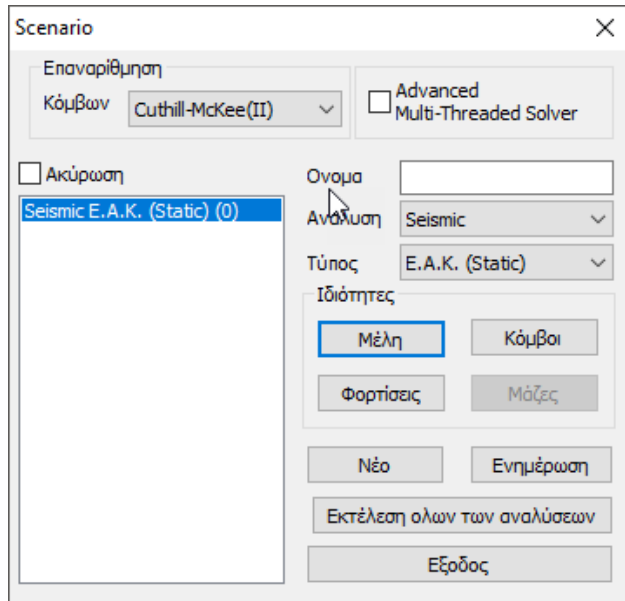 Scenario
Επαναρίθμηση
Κόμβων
Cuthill-McKee(II)
Advanced
Multi-Threaded Solver
Ακύρωση
Seismic E.A.K. (Static) (0)
Ονομα
Ανάλυση
Seismic
Τύπος
E.A.K. (Static)
Ιδιότητες
Μέλη
Κόμβοι
Φορτίσεις
Μάζες
Νέο
Ενημέρωση
Εκτέλεση ολων των αναλύσεων
Εξοδος